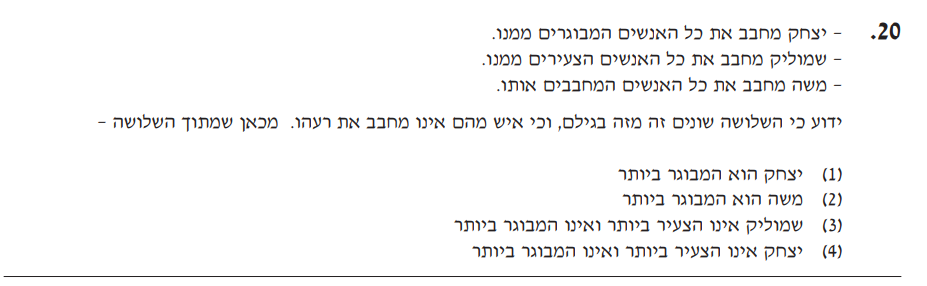 20. – יצחק מחבב את כל האנשים המבוגרים ממנו.
– שמוליק מחבב את כל האנשים הצעירים ממנו.
– משה מחבב את כל האנשים המחבבים אותו.
ידוע כי השלושה שונים זה מזה בגילם, וכי איש מהם אינו מחבב את רעהו. מכאן שמתוך השלושה –
(1) יצחק הוא המבוגר ביותר
(2) משה הוא המבוגר ביותר
(3) שמוליק אינו הצעיר ביותר ואינו המבוגר ביותר
(4) יצחק אינו הצעיר ביותר ואינו המבוגר ביותר